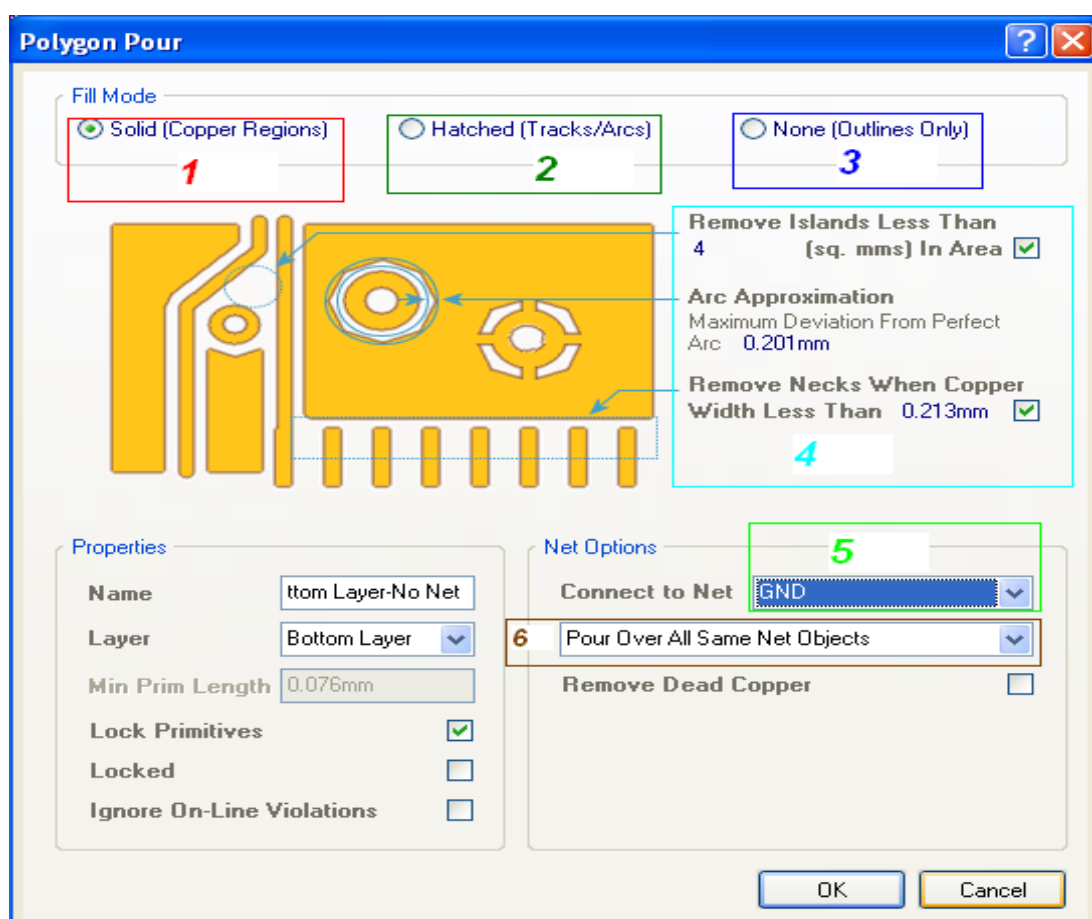 Polygon Pour
?
Fill Mode
Solid (Copper Regions)
Hatched (Tracks/Arcs)
None (Outlines Only)
1
2
3
Remove Islands Less Than
4 (sq. mms) In Area
Arc Approximation
Maximum Deviation From Perfect
Arc 0.201mm
Remove Necks When Copper
Width Less Than 0.213mm
4
Properties
Name ttom Layer-No Net
Layer Bottom Layer
Min Prim Length 0.076mm
Lock Primitives
Locked
Ignore On-Line Violations
Net Options
5
Connect to Net GND
6 Pour Over All Same Net Objects
Remove Dead Copper
OK
Cancel